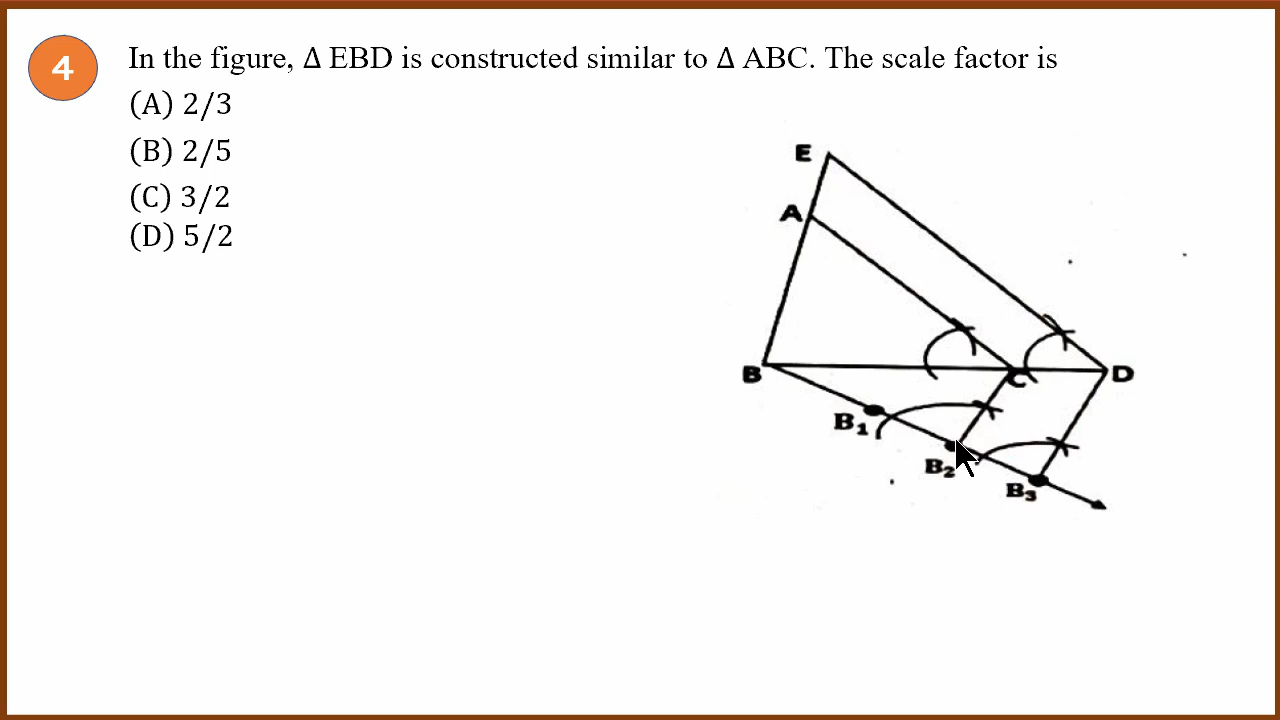 4
In the figure, Δ EBD is constructed similar to Δ ABC. The scale factor is
(A) 2/3
(B) 2/5
(C) 3/2
(D) 5/2
E
A
B
C
D
B₁
B₂
B₃